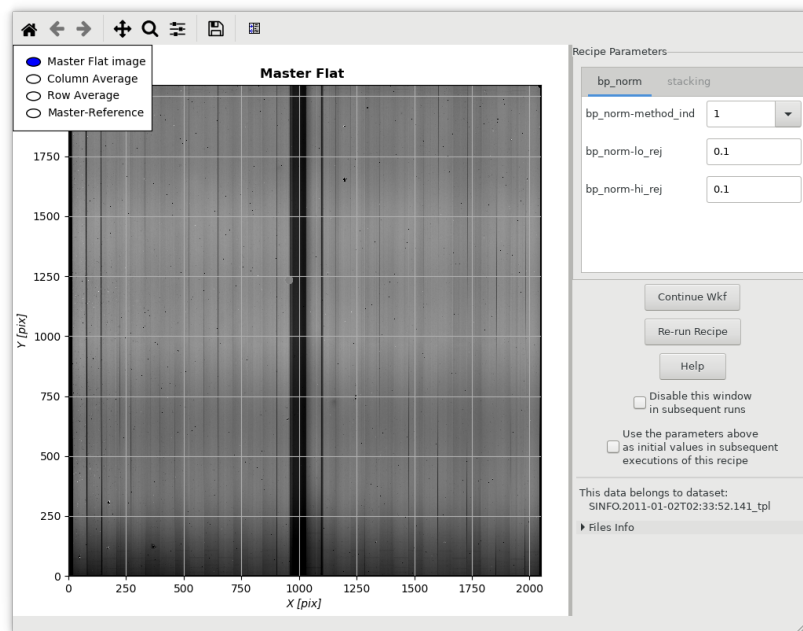 Master Flat image
Column Average
Row Average
Master-Reference
Master Flat
1750
1500
1250
1000
750
500
250
0
Y [pix]
0 250 500 750 1000 1250 1500 1750 2000
X [pix]
Recipe Parameters
bp_norm stacking
bp_norm-method_ind 1
bp_norm-lo_rej 0.1
bp_norm-hi_rej 0.1
Continue Wkf
Re-run Recipe
Help
Disable this window
in subsequent runs
Use the parameters above
as initial values in subsequent
executions of this recipe
This data belongs to dataset:
SINFO.2011-01-02T02:33:52.141_tpl
Files Info